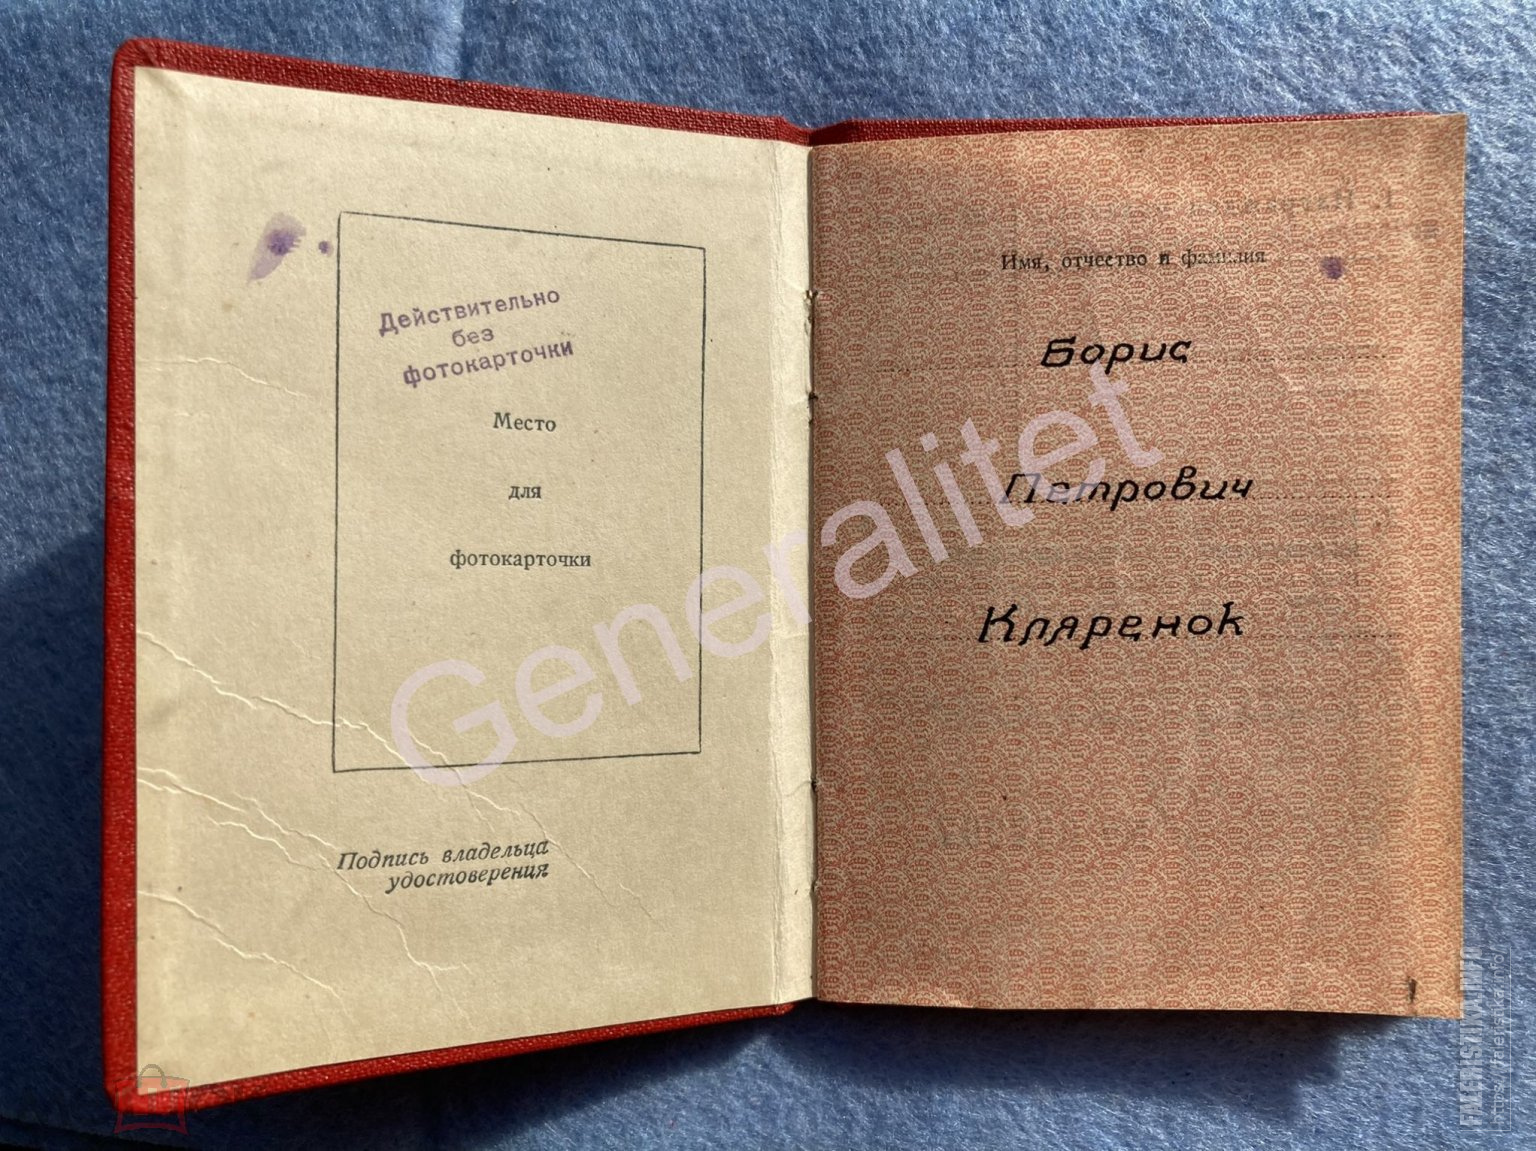 Действительно
без
фотокарточки
Место
для
фотокарточки
Подпись владельца
удостоверения
Имя, отчество и фамилия
Борис
Петрович
Кляренок
Generalitet